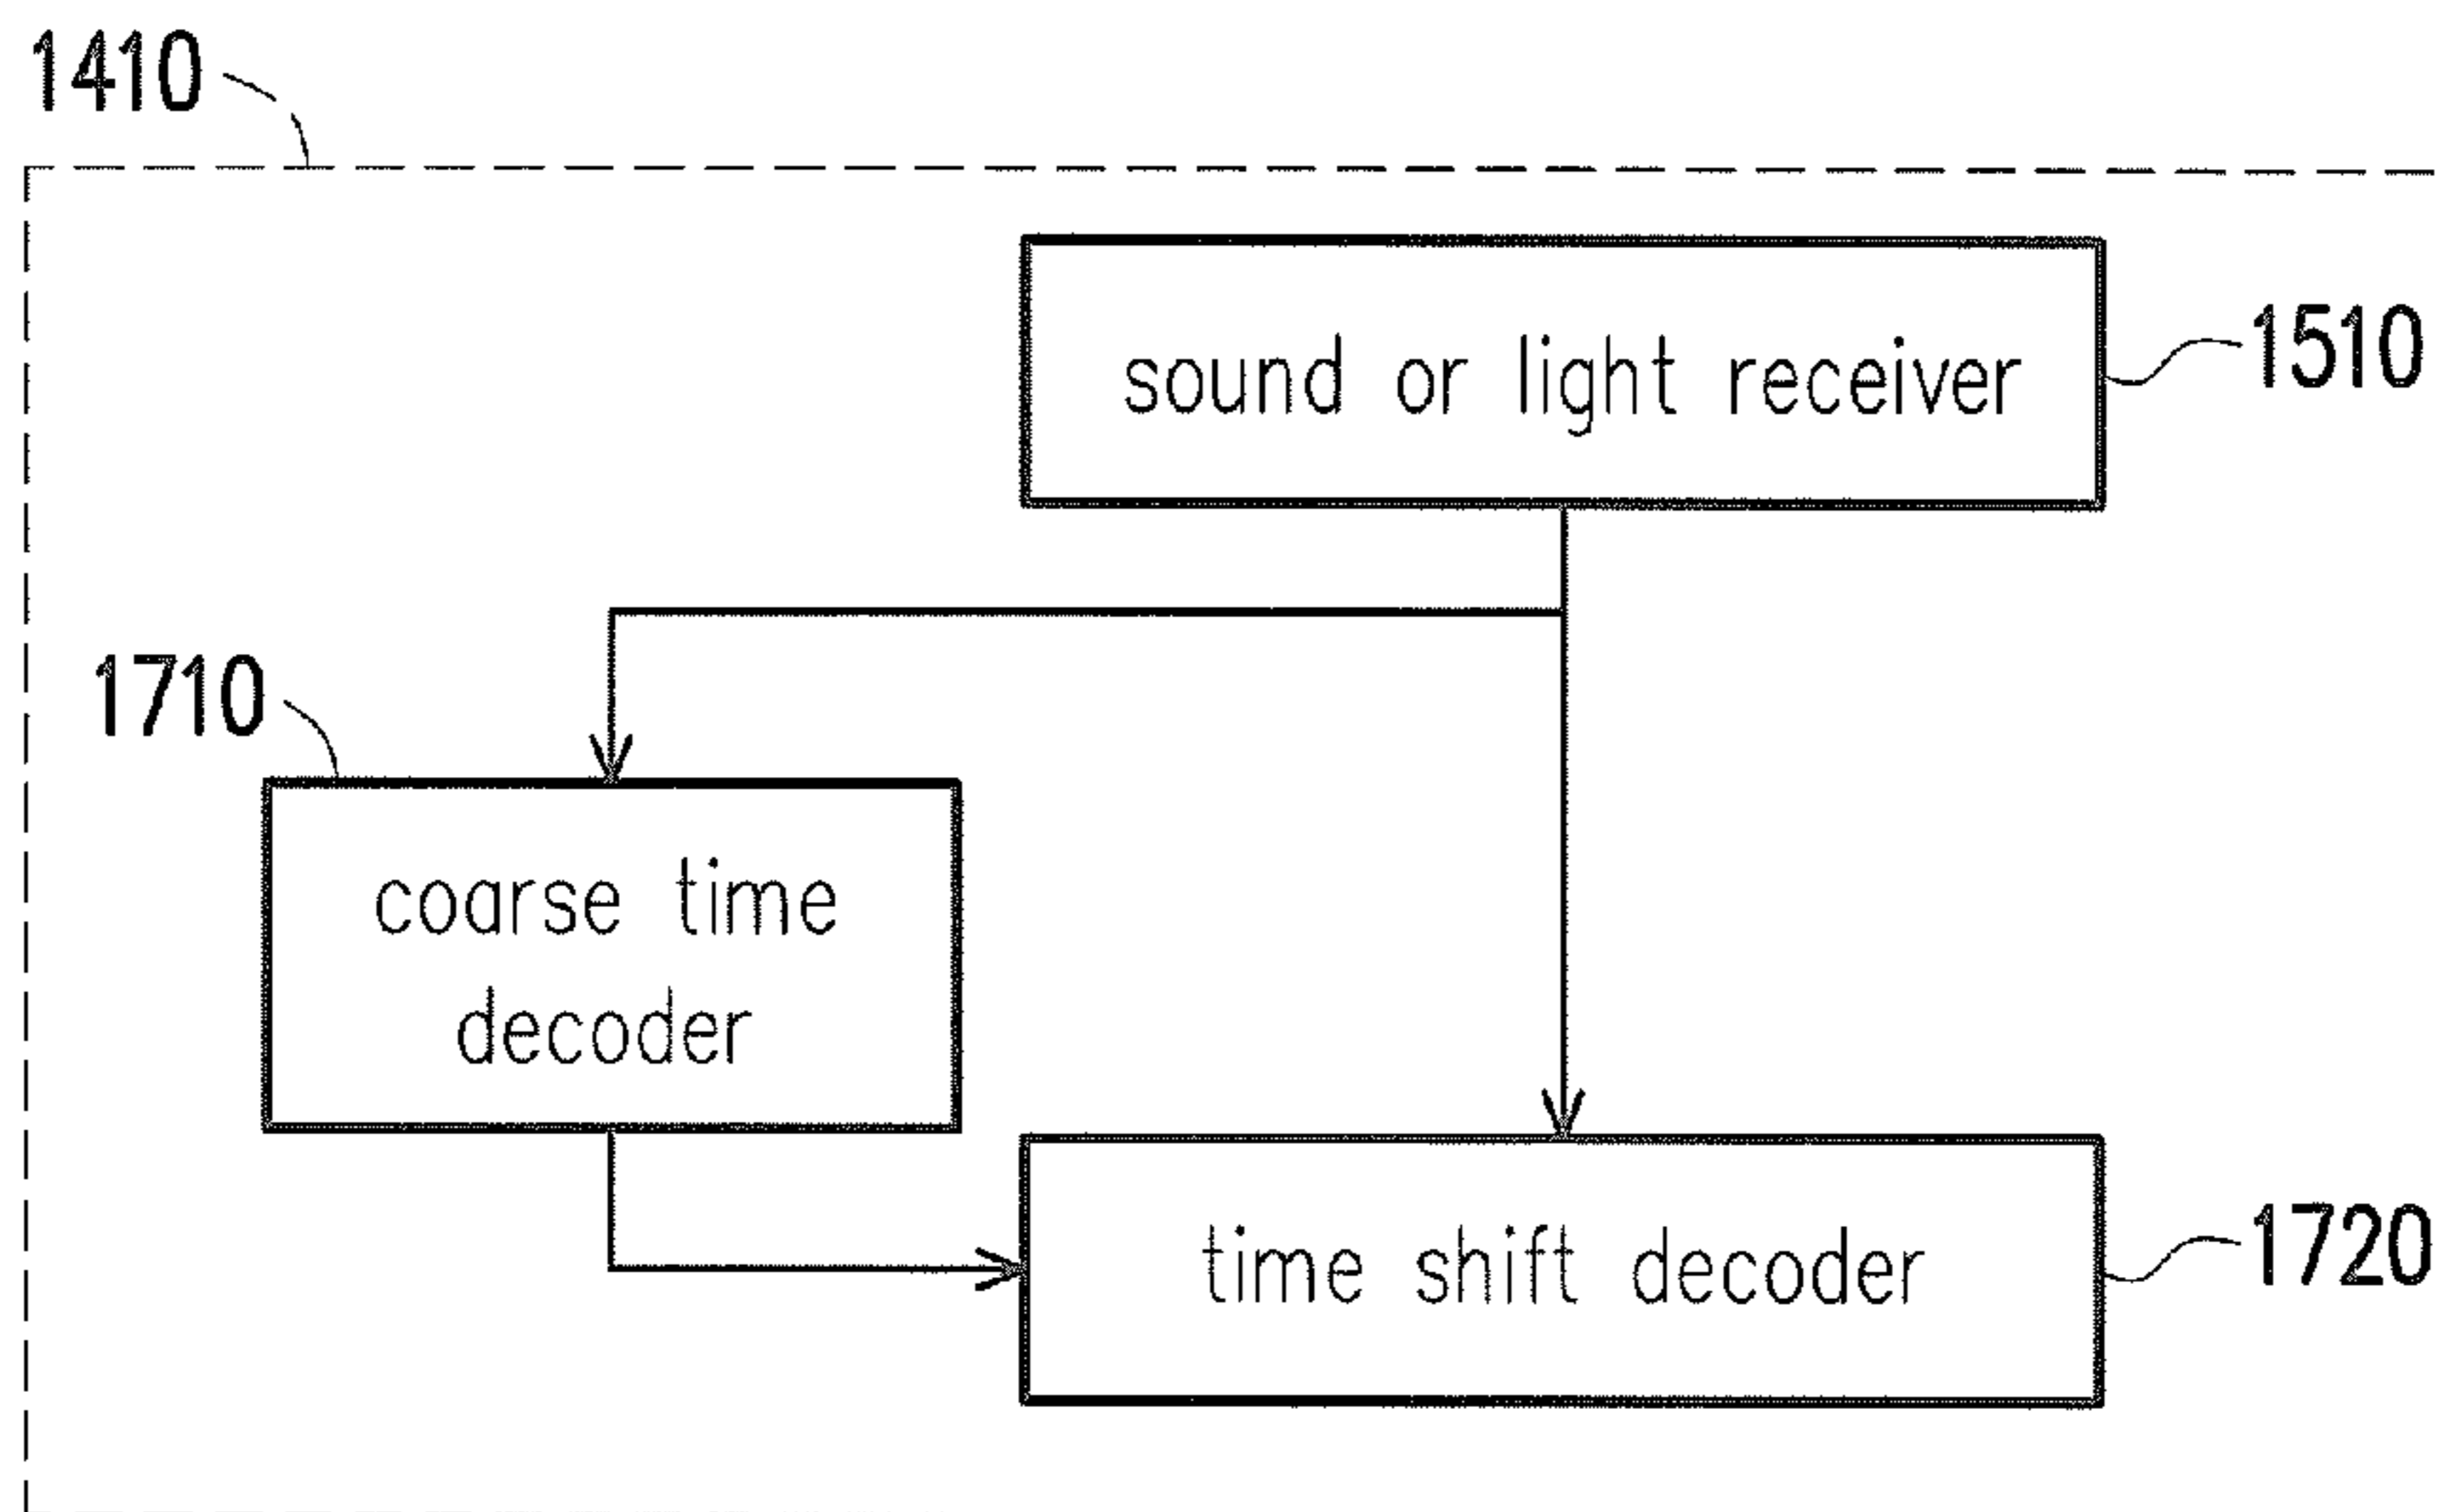 1410
sound or light receiver
1510
1710
coarse time
decoder
time shift decoder
1720